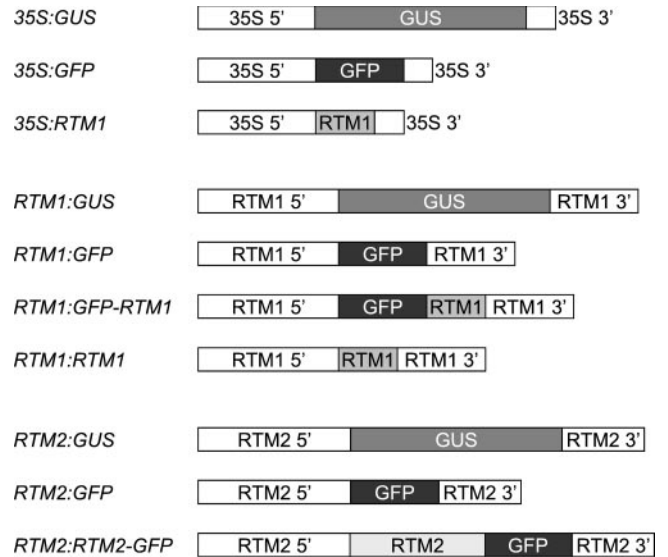 35S:GUS 35S 5’ GUS 35S 3’
35S:GFP 35S 5’ GFP 35S 3’
35S:RTM1 35S 5’ RTM1 35S 3’
RTM1:GUS RTM1 5’ GUS RTM1 3’
RTM1:GFP RTM1 5’ GFP RTM1 3’
RTM1:GFP-RTM1 RTM1 5’ GFP RTM1 RTM1 3’
RTM1:RTM1 RTM1 5’ RTM1 RTM1 3’
RTM2:GUS RTM2 5’ GUS RTM2 3’
RTM2:GFP RTM2 5’ GFP RTM2 3’
RTM2:RTM2-GFP RTM2 5’ RTM2 GFP RTM2 3’